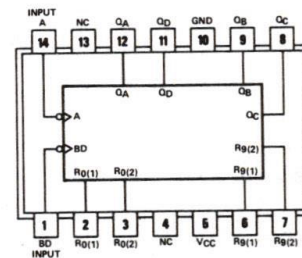 INPUT
A NC QA QD GND QB QC
14 13 12 11 10 9 8
QA QD QB
A QC
BD R9(2)
R0(1) R0(2) R9(1)
1 2 3 4 5 6 7
BD R0(1) R0(2) NC VCC R9(1) R9(2)
INPUT